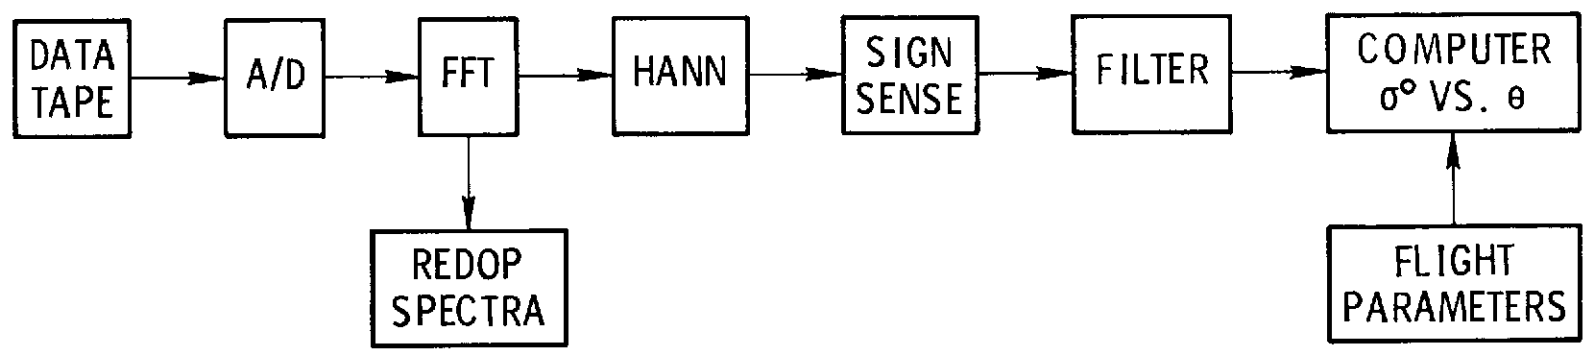 DATA
TAPE
A/D
FFT
HANN
SIGN
SENSE
FILTER
COMPUTER
σ° VS. θ
REDOP
SPECTRA
FLIGHT
PARAMETERS